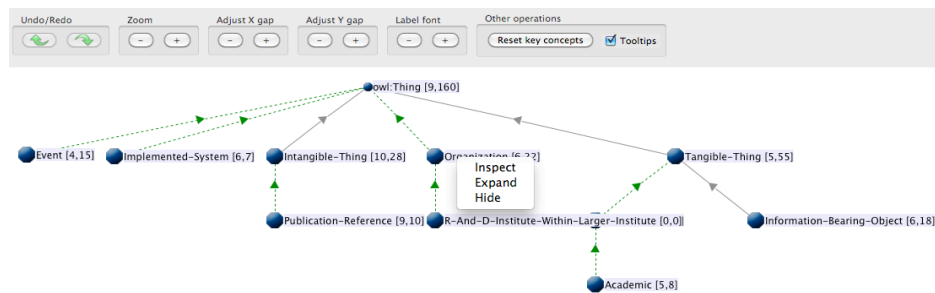 Undo/Redo
Zoom
Adjust X gap
Adjust Y gap
Label font
Other operations
- +
- +
- +
- +
Reset key concepts
Tooltips
owl:Thing [9,160]
Event [4,15]
Implemented-System [6,7]
Intangible-Thing [10,28]
Organization [6,22]
Tangible-Thing [5,55]
Inspect
Expand
Hide
Publication-Reference [9,10]
R-And-D-Institute-Within-Larger-Institute [0,0]
Information-Bearing-Object [6,18]
Academic [5,8]